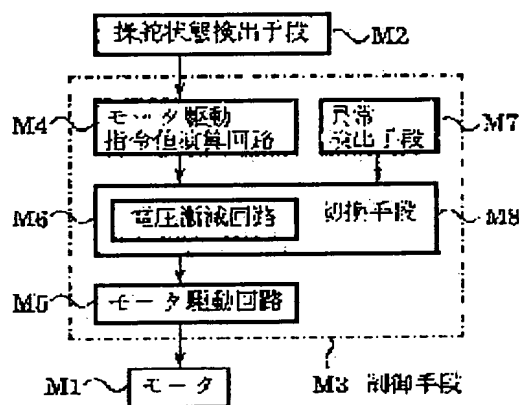 操舵状態検出手段 M2
M4 モータ駆動 指令値演算回路
異常検出手段 M7
M6 電圧漸減回路
切換手段 M8
M5 モータ駆動回路
M3 制御手段
M1 モータ